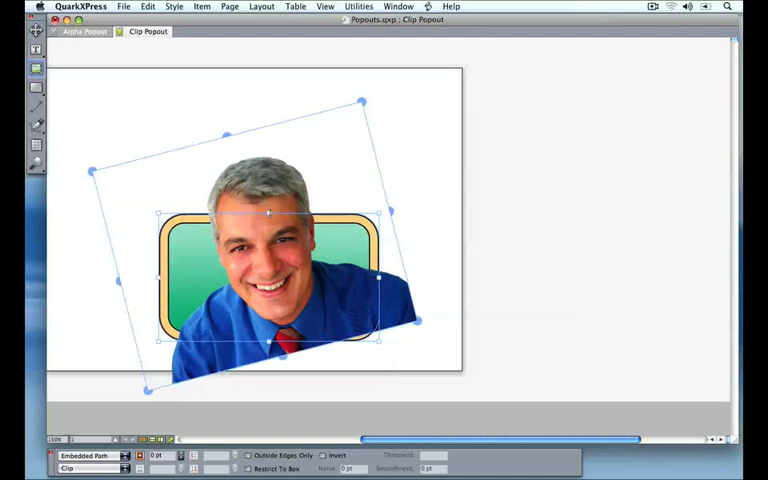 QuarkXPress File Edit Style Item Page Layout Table View Utilities Window Help
Popouts.qxp : Clip Popout
Alpha Popout Clip Popout
150% 1
Embedded Path 0 pt Outside Edges Only Invert Threshold:
Clip Restrict To Box Noise: 0 pt Smoothness: 0 pt